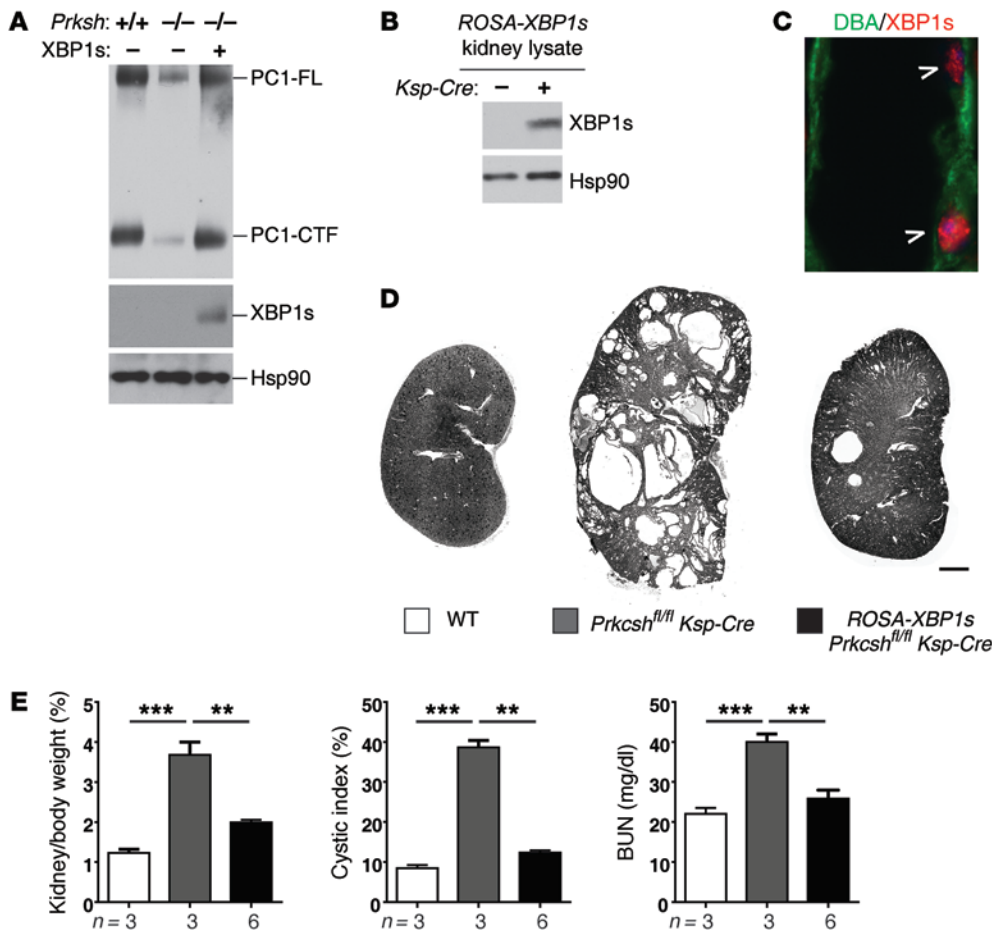 A
Prksh: +/+ –/– –/–
XBP1s: – – +
PC1-FL
PC1-CTF
XBP1s
Hsp90
B
ROSA-XBP1s
kidney lysate
Ksp-Cre: – +
XBP1s
Hsp90
C
DBA/XBP1s
D
WT
Prkcsh^fl/fl Ksp-Cre
ROSA-XBP1s
Prkcsh^fl/fl Ksp-Cre
E
Kidney/body weight (%)
5
4
3
2
1
0
*** **
n = 3 3 6
Cystic index (%)
50
40
30
20
10
0
*** **
3 3 6
BUN (mg/dl)
50
40
30
20
10
0
*** **
n = 3 3 6